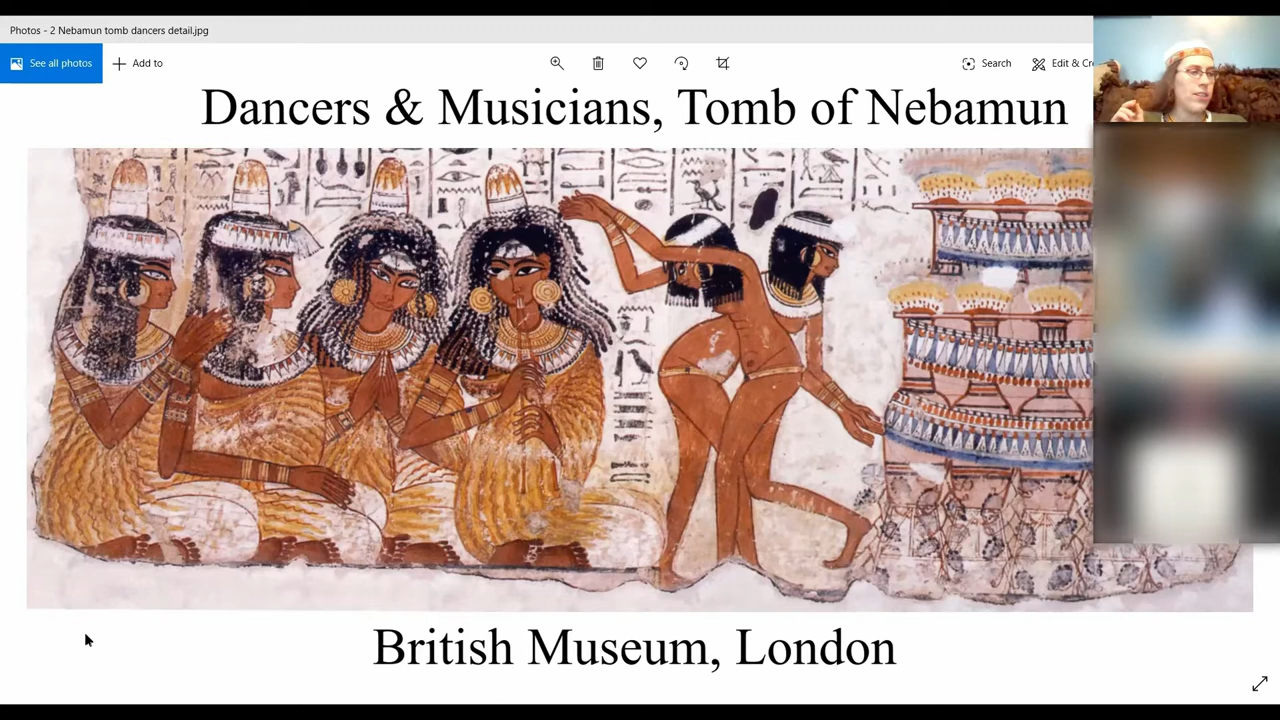 Photos - 2 Nebamun tomb dancers detail.jpg
See all photos
Add to
Search
Edit & Cr
Dancers & Musicians, Tomb of Nebamun
British Museum, London